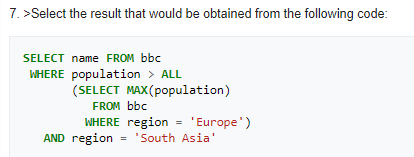 7. >Select the result that would be obtained from the following code:
SELECT name FROM bbc
WHERE population > ALL
(SELECT MAX(population)
FROM bbc
WHERE region = 'Europe')
AND region = 'South Asia'